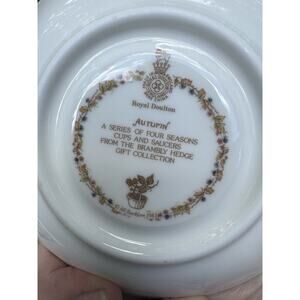 Royal Doulton
AUTUMN
A SERIES OF FOUR SEASONS
CUPS AND SAUCERS
FROM THE BRAMBLY HEDGE
GIFT COLLECTION